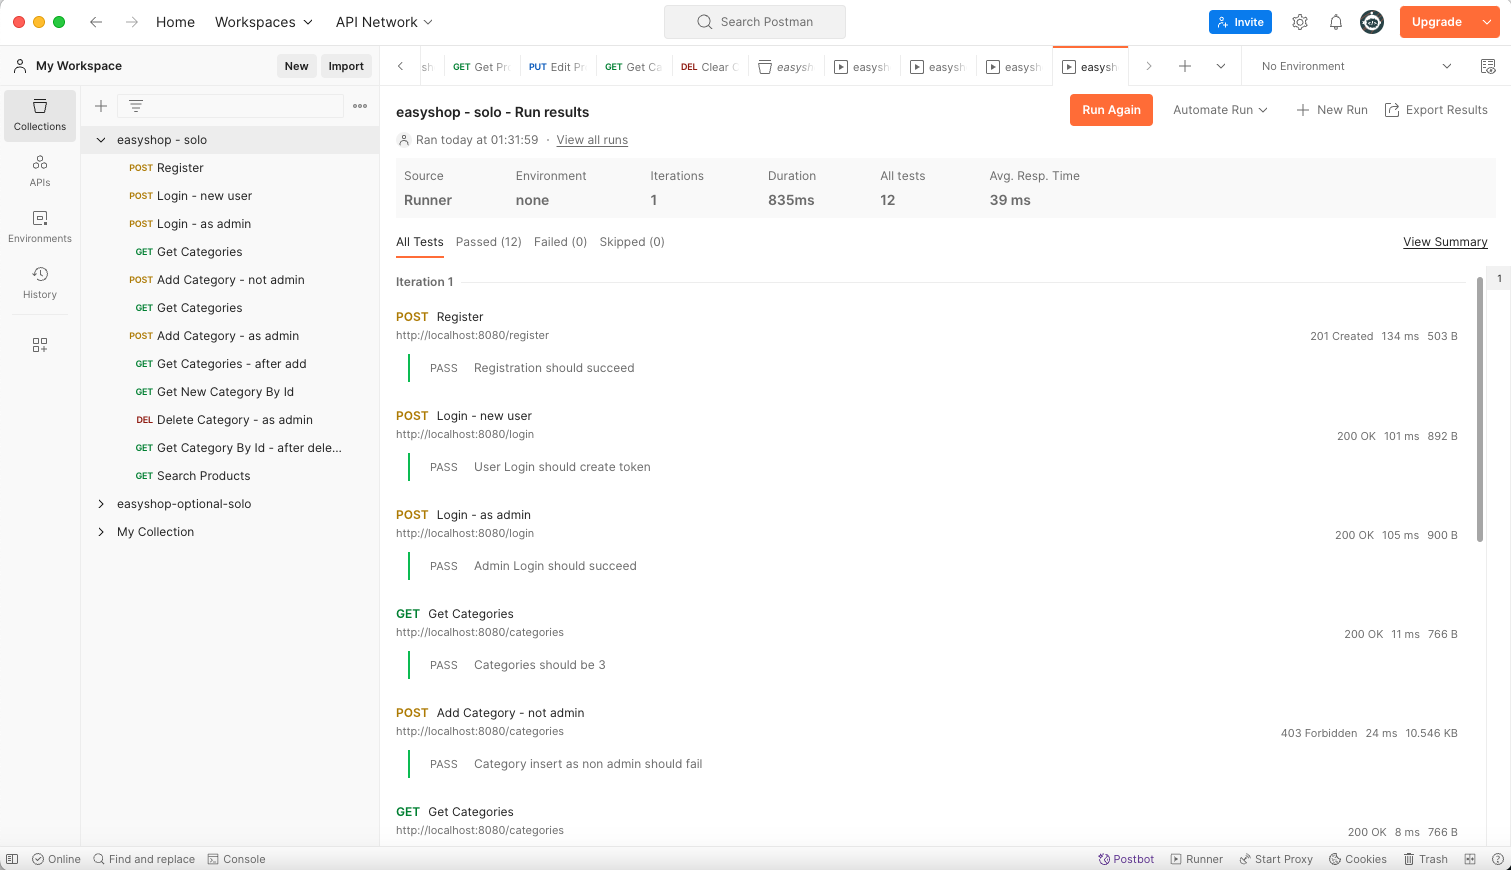 Home Workspaces API Network Search Postman Invite Upgrade
My Workspace New Import GET Get Pr PUT Edit Pr GET Get Ca DEL Clear easysh easysh easysh easysh easysh No Environment
Collections
APIs
Environments
History
easyshop - solo
POST Register
POST Login - new user
POST Login - as admin
GET Get Categories
POST Add Category - not admin
GET Get Categories
POST Add Category - as admin
GET Get Categories - after add
GET Get New Category By Id
DEL Delete Category - as admin
GET Get Category By Id - after dele...
GET Search Products
easyshop-optional-solo
My Collection
easyshop - solo - Run results
Run Again Automate Run New Run Export Results
Ran today at 01:31:59 · View all runs
Source Environment Iterations Duration All tests Avg. Resp. Time
Runner none 1 835ms 12 39 ms
All Tests Passed (12) Failed (0) Skipped (0) View Summary
Iteration 1
1
POST Register
http://localhost:8080/register 201 Created 134 ms 503 B
PASS Registration should succeed
POST Login - new user
http://localhost:8080/login 200 OK 101 ms 892 B
PASS User Login should create token
POST Login - as admin
http://localhost:8080/login 200 OK 105 ms 900 B
PASS Admin Login should succeed
GET Get Categories
http://localhost:8080/categories 200 OK 11 ms 766 B
PASS Categories should be 3
POST Add Category - not admin
http://localhost:8080/categories 403 Forbidden 24 ms 10.546 KB
PASS Category insert as non admin should fail
GET Get Categories
http://localhost:8080/categories 200 OK 8 ms 766 B
Online Find and replace Console Postbot Runner Start Proxy Cookies Trash